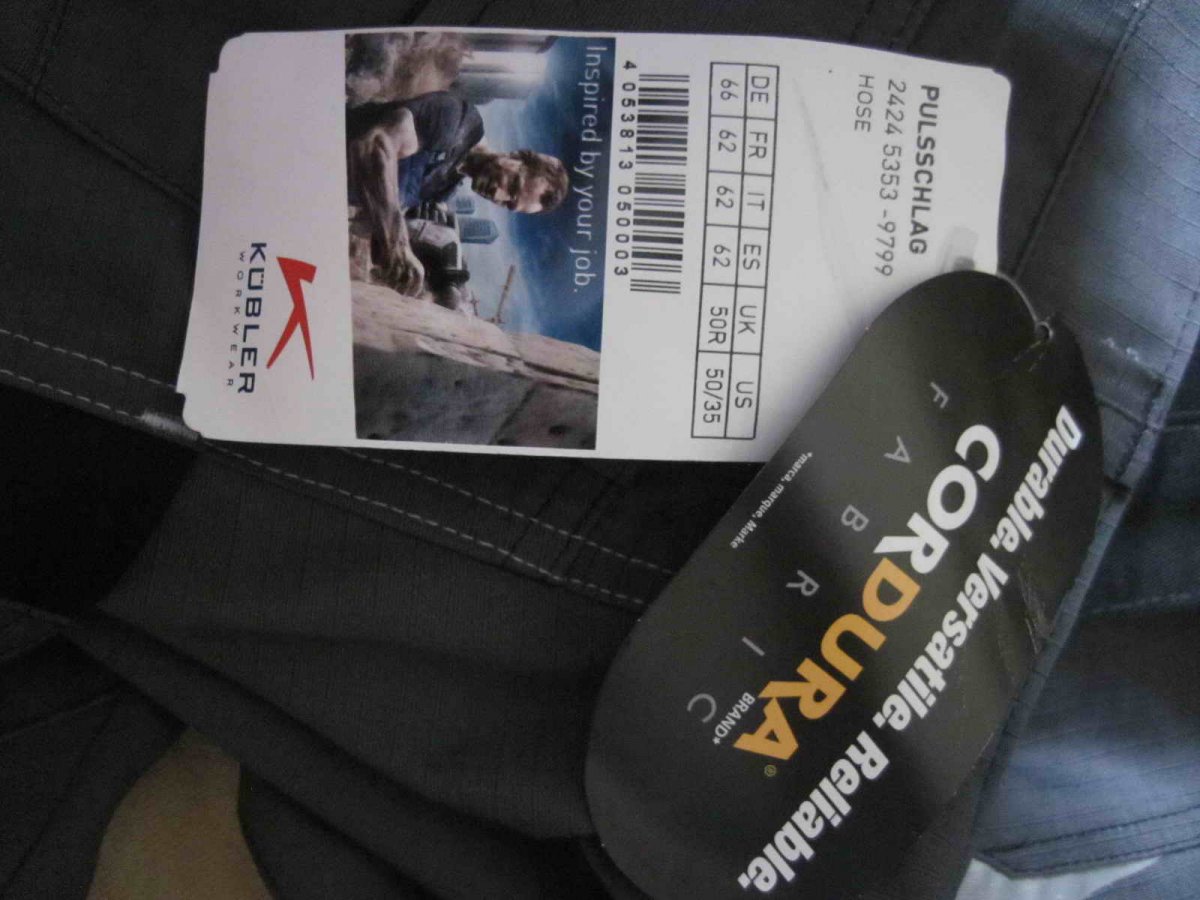 PULSSCHLAG
2424 5353 -9799
HOSE
DE FR IT ES UK US
66 62 62 62 50R 50/35
4 053813 050003
Inspired by your job.
KÜBLER
WORKWEAR
Durable. Versatile. Reliable.
CORDURA®
BRAND*
FABRIC
*marca, marque, Marke